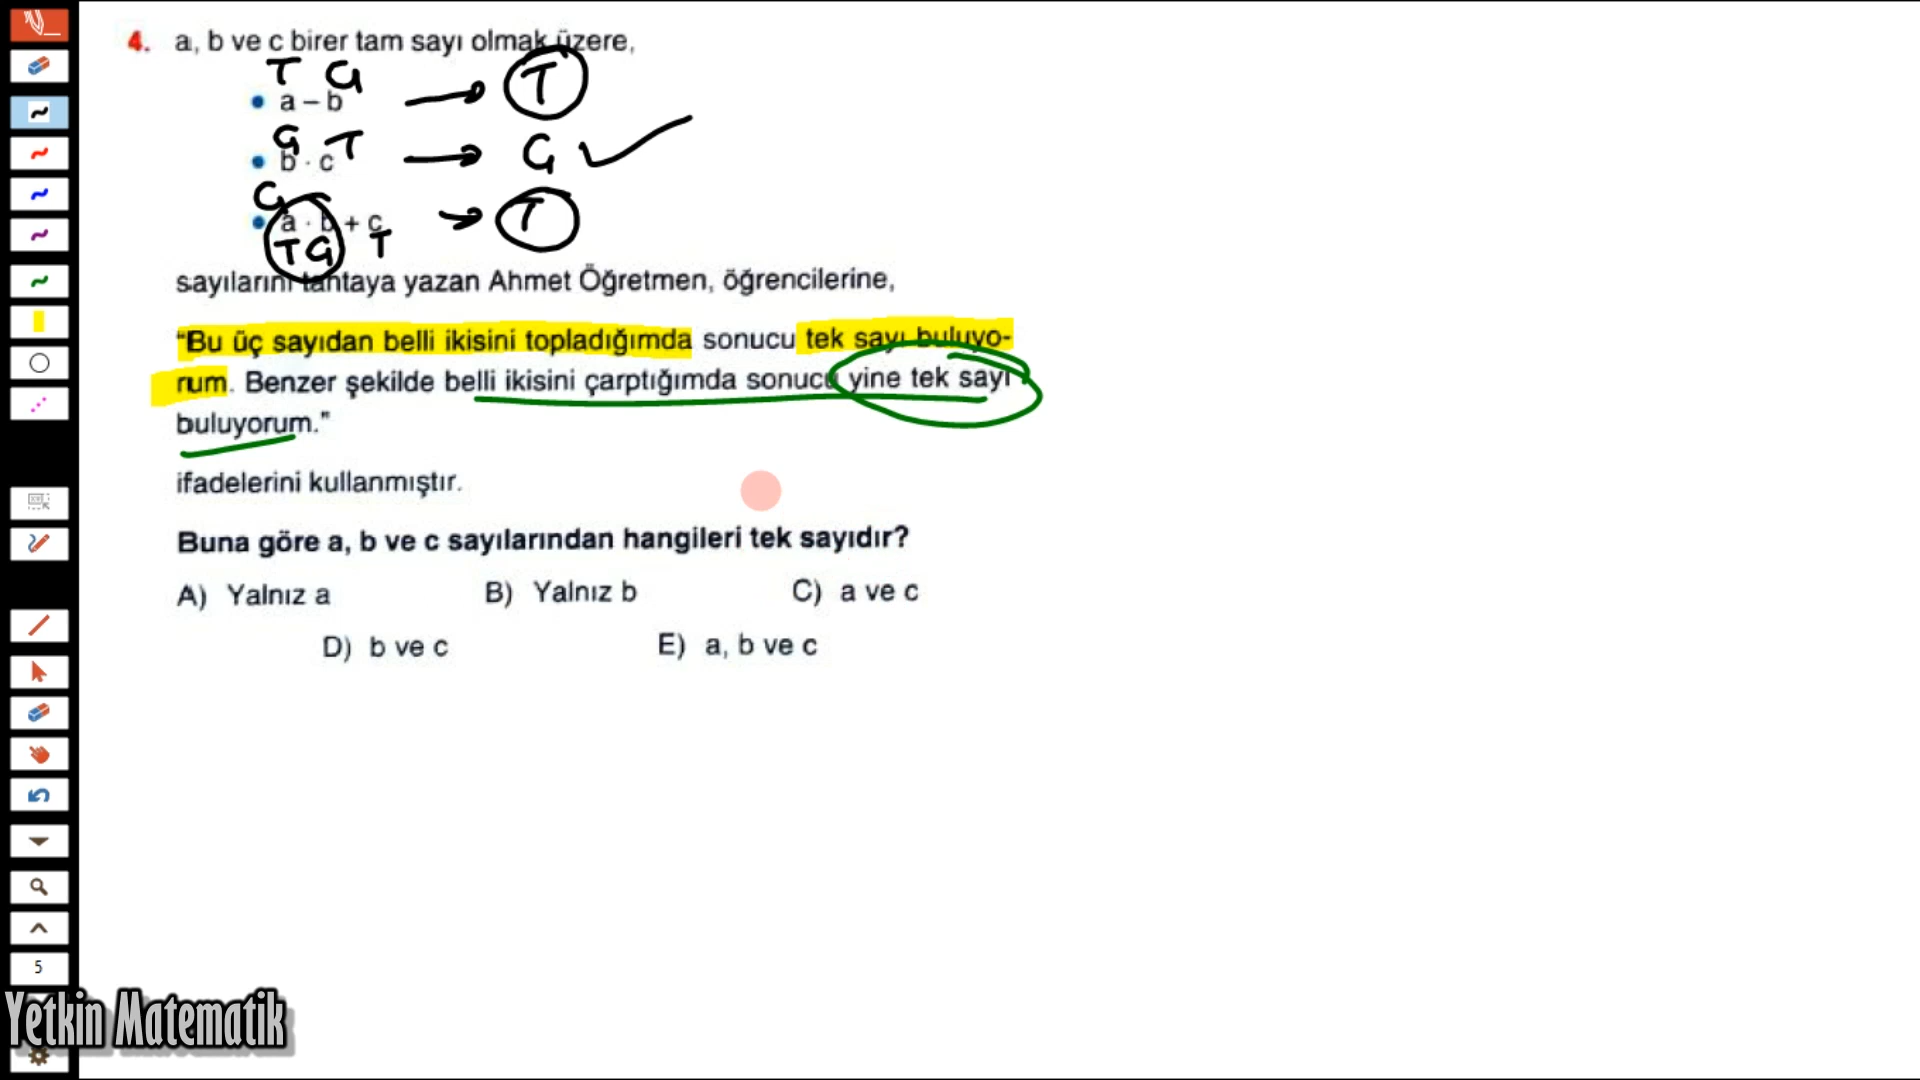 4. a, b ve c birer tam sayı olmak üzere,
T Ç
• a – b → T
Ç T
• b · c → Ç ✓
Ç
• a · b + c → T
T Ç T
sayılarını tahtaya yazan Ahmet Öğretmen, öğrencilerine,
“Bu üç sayıdan belli ikisini topladığımda sonucu tek sayı buluyo-
rum. Benzer şekilde belli ikisini çarptığımda sonucu yine tek sayı
buluyorum.”
ifadelerini kullanmıştır.
Buna göre a, b ve c sayılarından hangileri tek sayıdır?
A) Yalnız a B) Yalnız b C) a ve c
D) b ve c E) a, b ve c
5
Yetkin Matematik